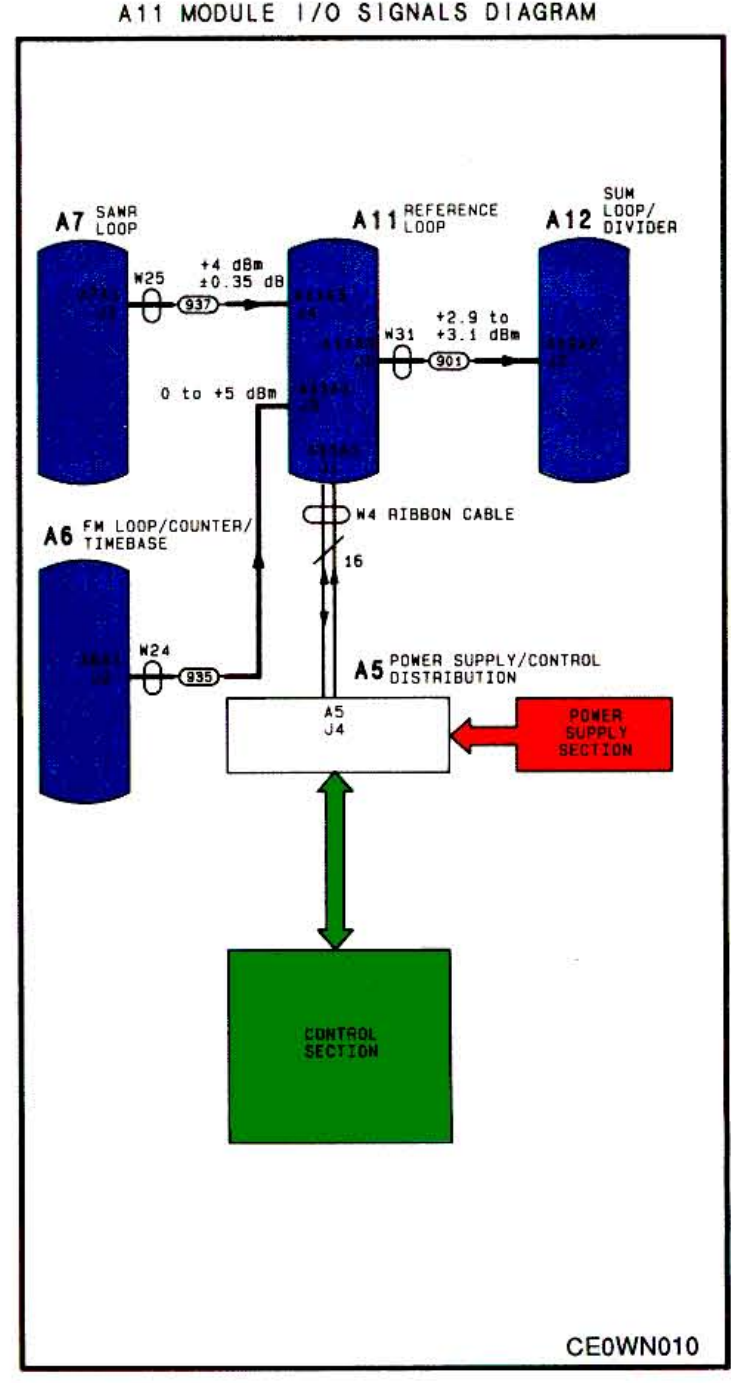 A11 MODULE I/O SIGNALS DIAGRAM
A7 SAWR LOOP
A11 REFERENCE LOOP
A12 SUM LOOP/ DIVIDER
W25
937
+4 dBm
±0.35 dB
W31
901
+2.9 to
+3.1 dBm
0 to +5 dBm
W4 RIBBON CABLE
16
A6 FM LOOP/COUNTER/ TIMEBASE
W24
935
A5 POWER SUPPLY/CONTROL DISTRIBUTION
A5
J4
POWER
SUPPLY
SECTION
CONTROL
SECTION
CE0WN010